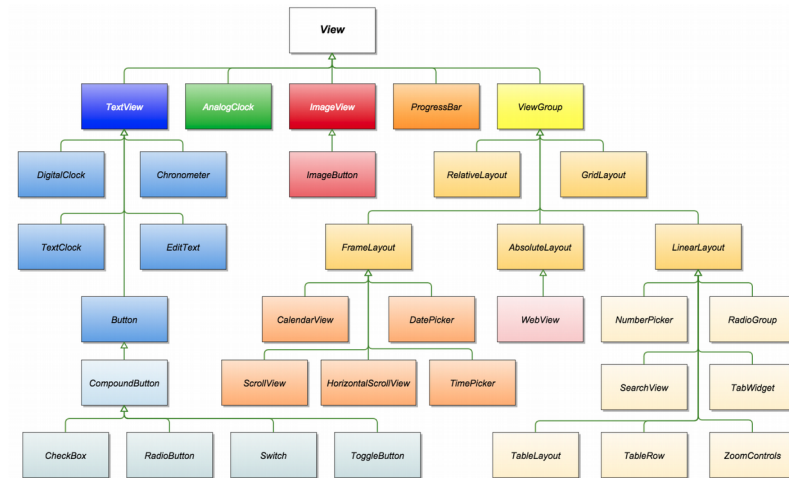 View
TextView
AnalogClock
ImageView
ProgressBar
ViewGroup
DigitalClock
Chronometer
ImageButton
RelativeLayout
GridLayout
TextClock
EditText
FrameLayout
AbsoluteLayout
LinearLayout
Button
CalendarView
DatePicker
WebView
NumberPicker
RadioGroup
CompoundButton
ScrollView
HorizontalScrollView
TimePicker
SearchView
TabWidget
CheckBox
RadioButton
Switch
ToggleButton
TableLayout
TableRow
ZoomControls